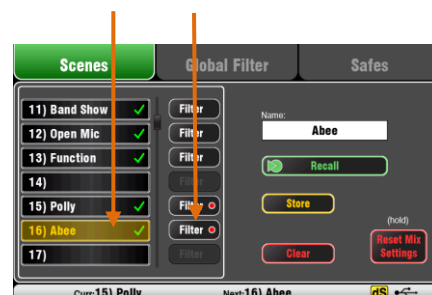 Scenes Global Filter Safes
11) Band Show Filter
12) Open Mic Filter
13) Function Filter
14) Filter
15) Polly Filter
16) Abee Filter
17) Filter
Name:
Abee
Recall
Store
Clear
(hold)
Reset Mix
Settings
Curr:15) Polly Next:16) Abee dS